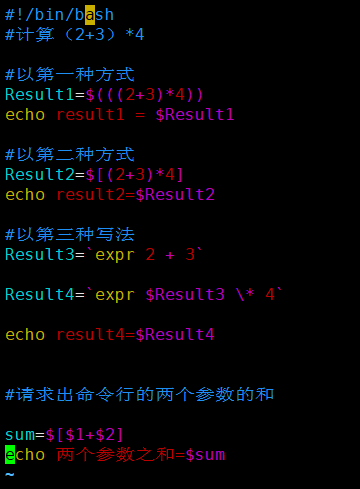 #!/bin/bash
#计算（2+3）*4
#以第一种方式
Result1=$(((2+3)*4))
echo result1 = $Result1
#以第二种方式
Result2=$[(2+3)*4]
echo result2=$Result2
#以第三种写法
Result3=`expr 2 + 3`
Result4=`expr $Result3 \* 4`
echo result4=$Result4
#请求出命令行的两个参数的和
sum=$[$1+$2]
echo 两个参数之和=$sum
~